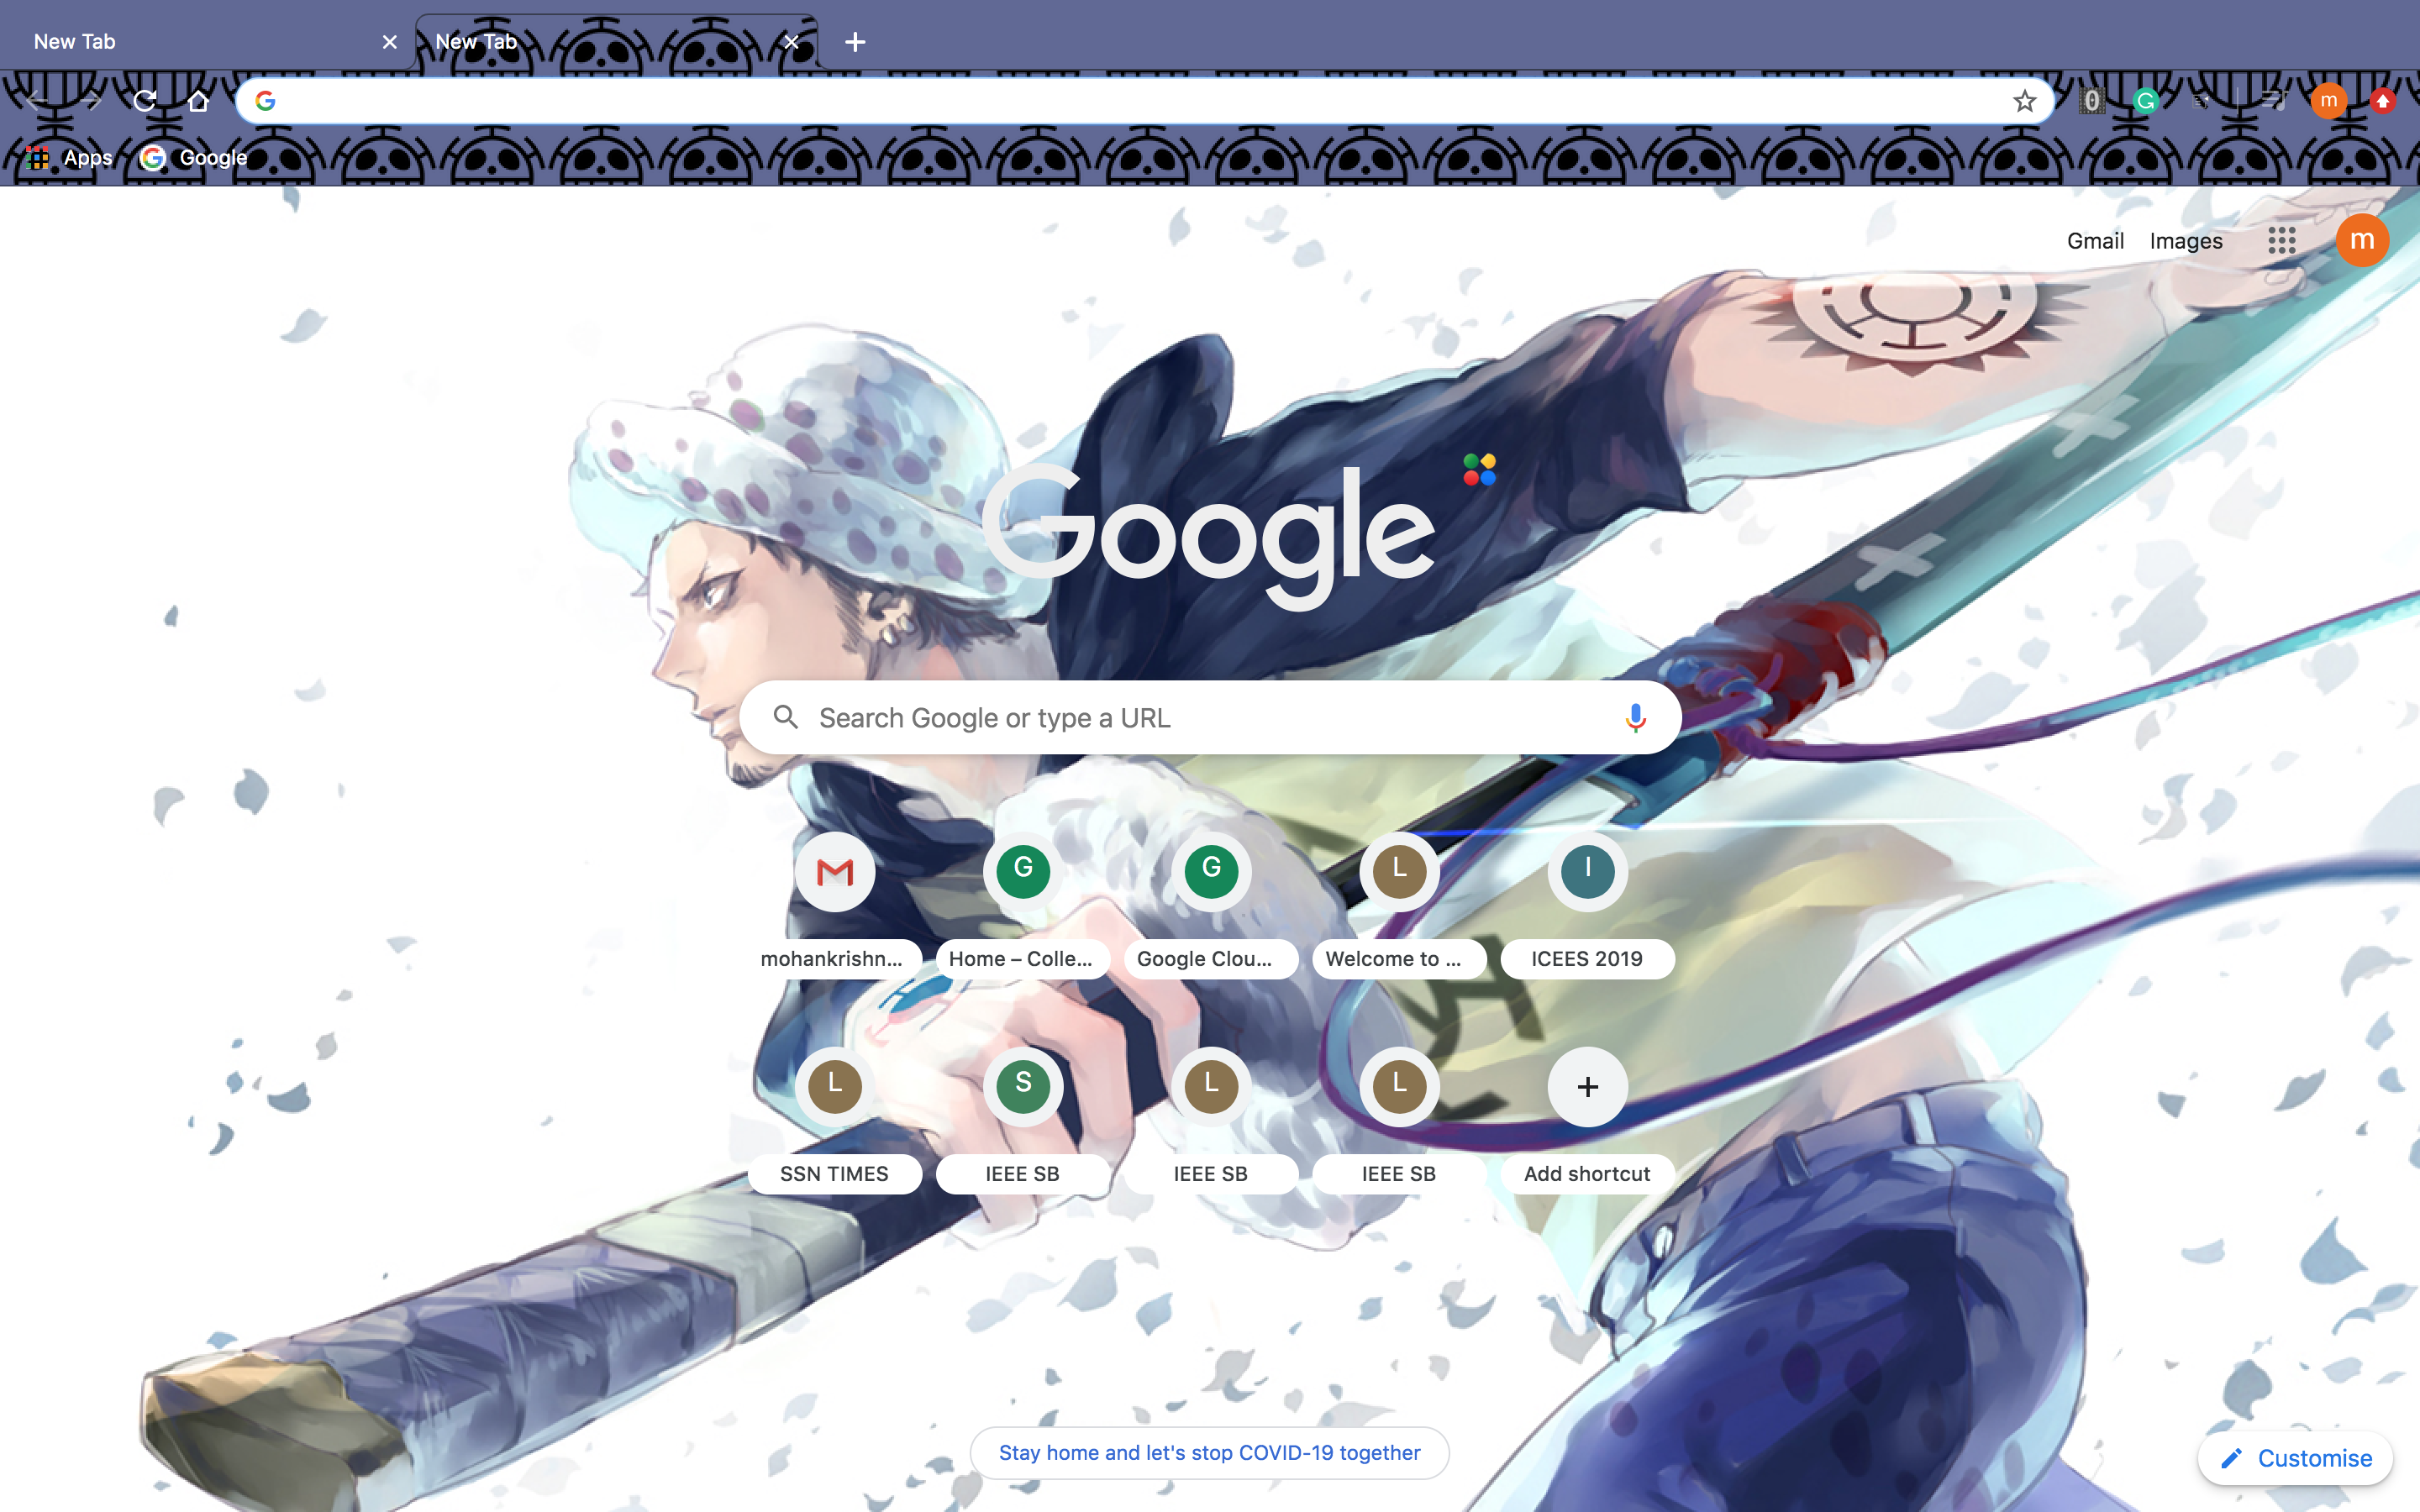 New Tab
New Tab
Apps
Google
m
Gmail
Images
m
Google
Search Google or type a URL
G
G
L
I
mohankrishn...
Home – Colle...
Google Clou...
Welcome to ...
ICEES 2019
L
S
L
L
SSN TIMES
IEEE SB
IEEE SB
IEEE SB
Add shortcut
Stay home and let's stop COVID-19 together
Customise